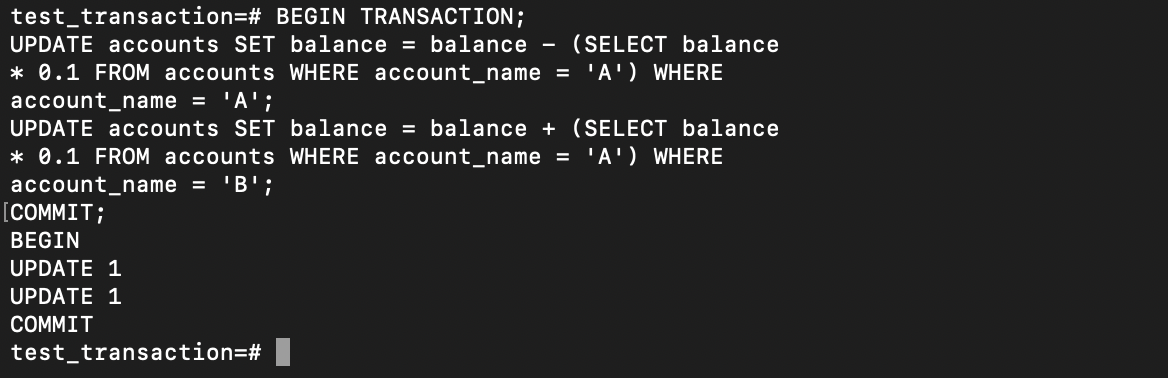 test_transaction=# BEGIN TRANSACTION;
UPDATE accounts SET balance = balance – (SELECT balance
* 0.1 FROM accounts WHERE account_name = 'A') WHERE
account_name = 'A';
UPDATE accounts SET balance = balance + (SELECT balance
* 0.1 FROM accounts WHERE account_name = 'A') WHERE
account_name = 'B';
[COMMIT;
BEGIN
UPDATE 1
UPDATE 1
COMMIT
test_transaction=#